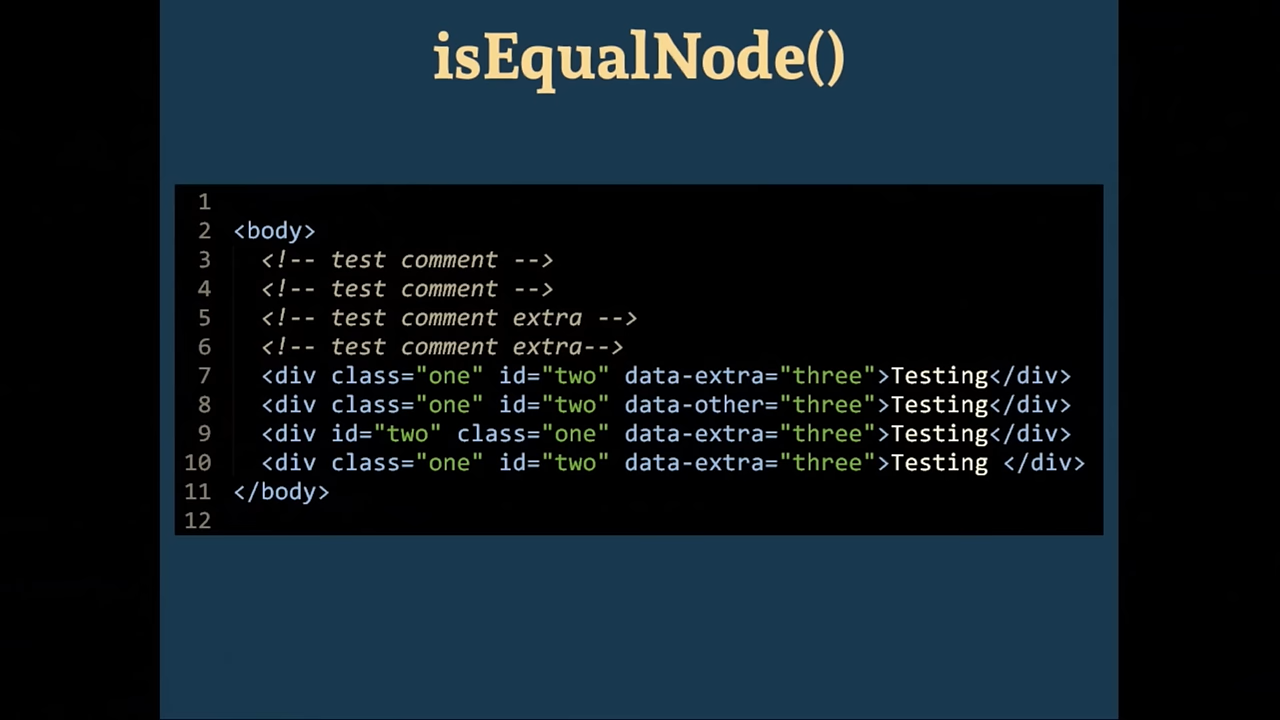 isEqualNode()
1
2 <body>
3 <!-- test comment -->
4 <!-- test comment -->
5 <!-- test comment extra -->
6 <!-- test comment extra-->
7 <div class="one" id="two" data-extra="three">Testing</div>
8 <div class="one" id="two" data-other="three">Testing</div>
9 <div id="two" class="one" data-extra="three">Testing</div>
10 <div class="one" id="two" data-extra="three">Testing </div>
11 </body>
12